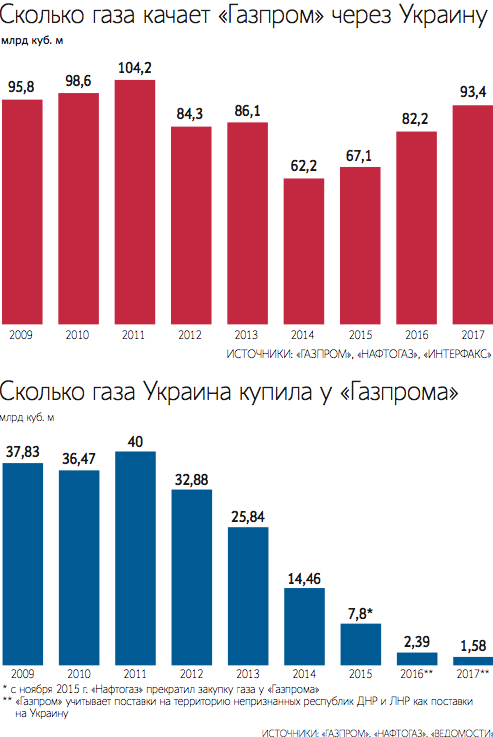 Сколько газа качает «Газпром» через Украину
млрд куб. м
95,8 98,6 104,2 84,3 86,1 62,2 67,1 82,2 93,4
2009 2010 2011 2012 2013 2014 2015 2016 2017
ИСТОЧНИКИ: «ГАЗПРОМ», «НАФТОГАЗ», «ИНТЕРФАКС»
Сколько газа Украина купила у «Газпрома»
млрд куб. м
37,83 36,47 40 32,88 25,84 14,46 7,8* 2,39 1,58
2009 2010 2011 2012 2013 2014 2015 2016** 2017**
* с ноября 2015 г. «Нафтогаз» прекратил закупку газа у «Газпрома»
** «Газпром» учитывает поставки на территорию непризнанных республик ДНР и ЛНР как поставки
на Украину
ИСТОЧНИКИ: «ГАЗПРОМ», «НАФТОГАЗ», «ВЕДОМОСТИ»